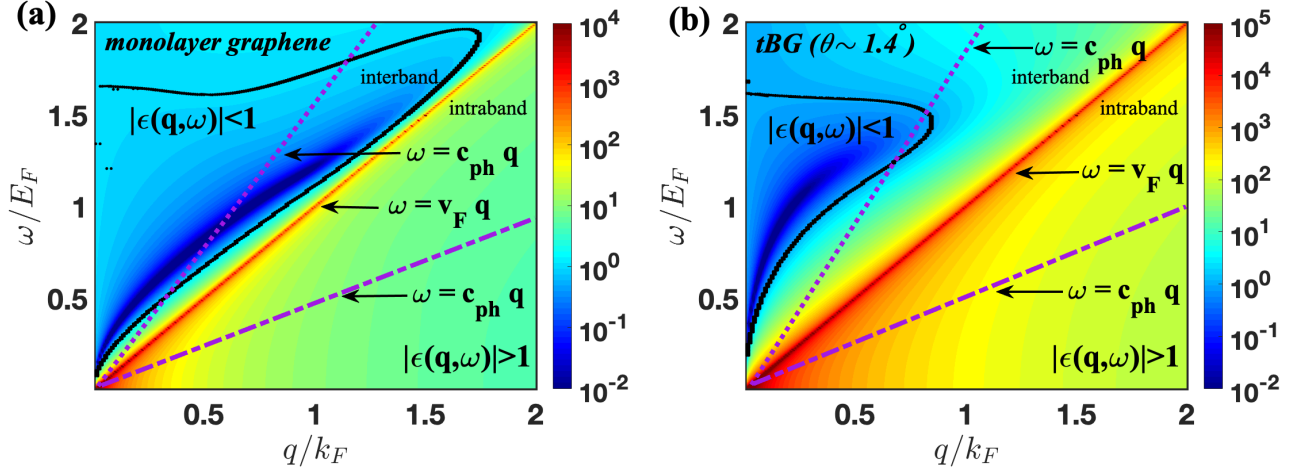 (a)
monolayer graphene
interband
intraband
|ϵ(q,ω)|<1
ω = c_ph q
ω = v_F q
ω = c_ph q
|ϵ(q,ω)|>1
2
1.5
1
0.5
ω/E_F
0.5 1 1.5 2
q/k_F
10^4
10^3
10^2
10^1
10^0
10^-1
10^-2
(b)
tBG (θ∼ 1.4°)
ω = c_ph q
interband
intraband
|ϵ(q,ω)|<1
ω = v_F q
ω = c_ph q
|ϵ(q,ω)|>1
2
1.5
1
0.5
ω/E_F
0.5 1 1.5 2
q/k_F
10^5
10^4
10^3
10^2
10^1
10^0
10^-1
10^-2